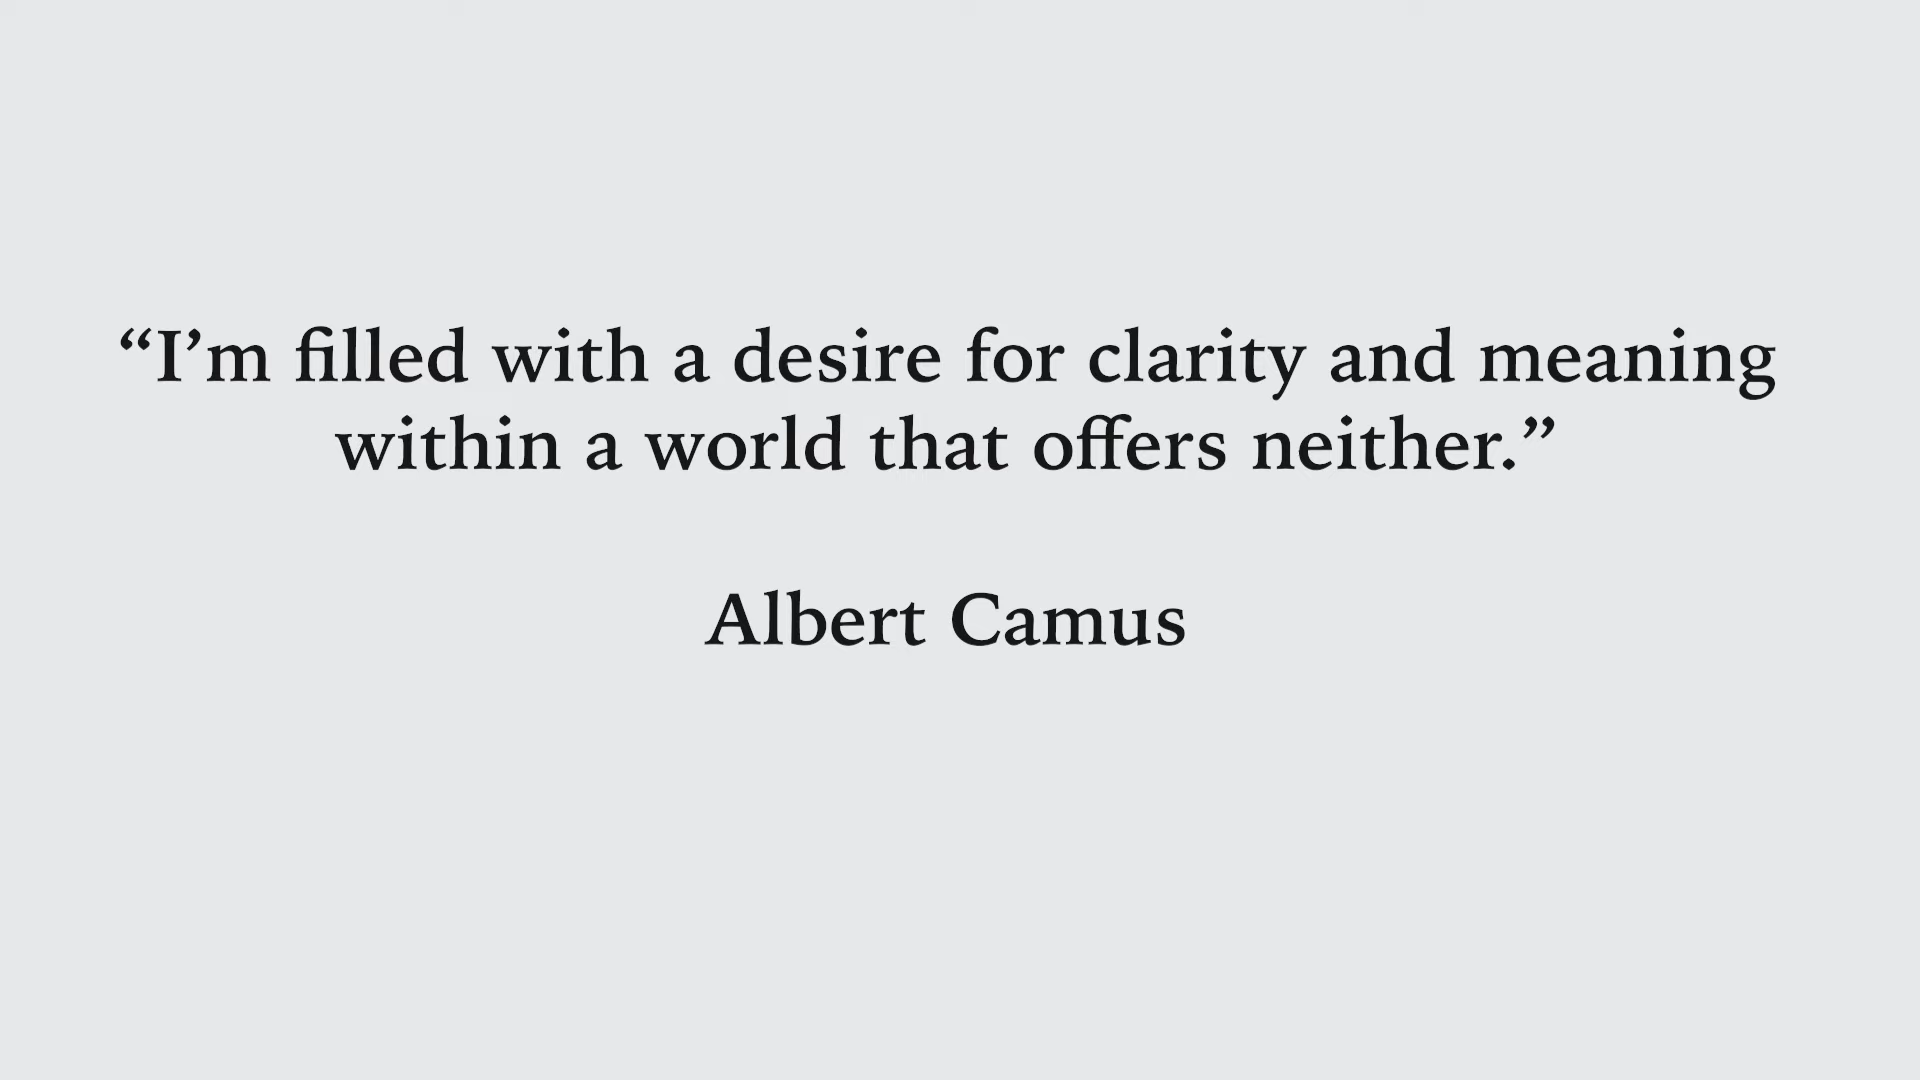 “I’m filled with a desire for clarity and meaning
within a world that offers neither.”
Albert Camus